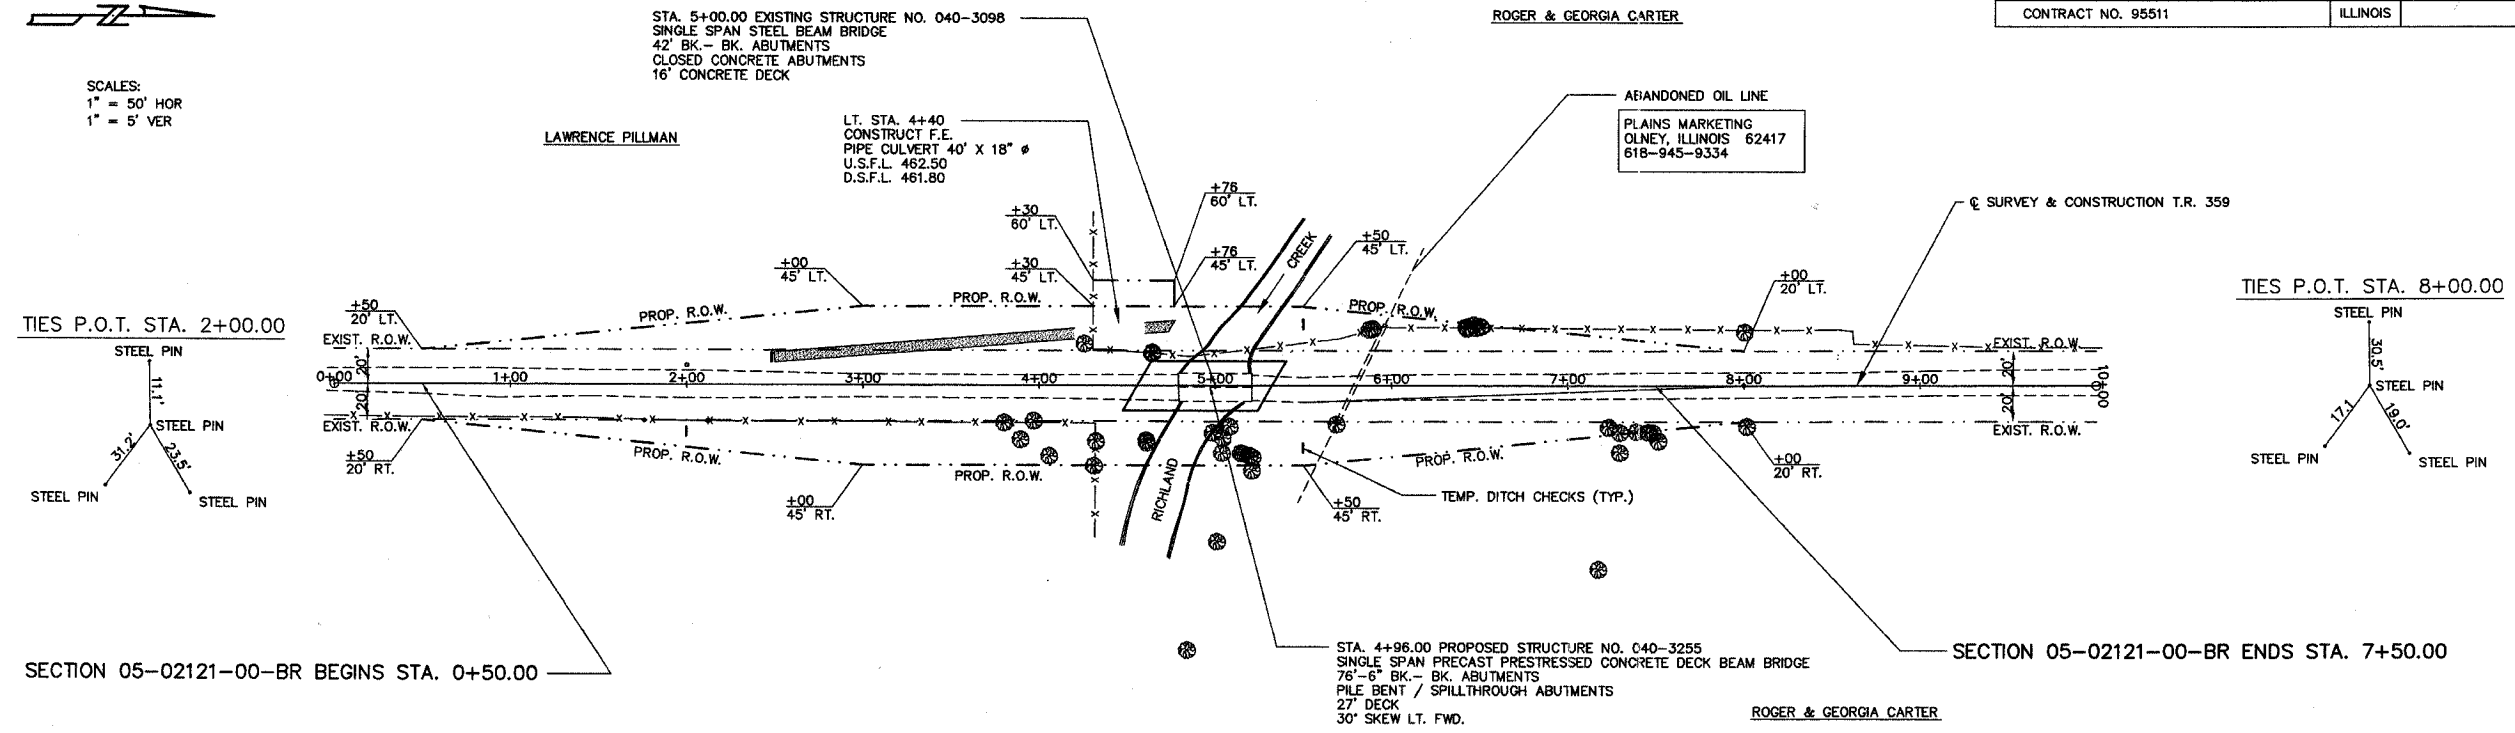 CONTRACT NO. 95511
ILLINOIS
SCALES:
1" = 50' HOR
1" = 5' VER
STA. 5+00.00 EXISTING STRUCTURE NO. 040-3098
SINGLE SPAN STEEL BEAM BRIDGE
42' BK.- BK. ABUTMENTS
CLOSED CONCRETE ABUTMENTS
16' CONCRETE DECK
ROGER & GEORGIA CARTER
LAWRENCE PILLMAN
LT. STA. 4+40
CONSTRUCT F.E.
PIPE CULVERT 40' X 18" ø
U.S.F.L. 462.50
D.S.F.L. 461.80
ABANDONED OIL LINE
PLAINS MARKETING
OLNEY, ILLINOIS 62417
618-945-9334
℄ SURVEY & CONSTRUCTION T.R. 359
+76
60' LT.
+30
60' LT.
+76
45' LT.
+30
45' LT.
+00
45' LT.
+50
45' LT.
+00
20' LT.
+50
20' LT.
CREEK
PROP. R.O.W.
PROP. R.O.W.
PROP. R.O.W.
EXIST. R.O.W.
EXIST. R.O.W.
TIES P.O.T. STA. 2+00.00
STEEL PIN
11.1'
STEEL PIN
31.2'
23.5'
STEEL PIN
STEEL PIN
TIES P.O.T. STA. 8+00.00
STEEL PIN
30.5'
STEEL PIN
17.1
19.0'
STEEL PIN
STEEL PIN
20'
20'
0+00
1+00
2+00
3+00
4+00
5+00
6+00
7+00
8+00
9+00
10+00
20'
20'
EXIST. R.O.W.
EXIST. R.O.W.
PROP. R.O.W.
PROP. R.O.W.
PROP. R.O.W.
+50
20' RT.
+00
45' RT.
+50
45' RT.
+00
20' RT.
RICHLAND
TEMP. DITCH CHECKS (TYP.)
SECTION 05-02121-00-BR BEGINS STA. 0+50.00
STA. 4+96.00 PROPOSED STRUCTURE NO. 040-3255
SINGLE SPAN PRECAST PRESTRESSED CONCRETE DECK BEAM BRIDGE
76'-6" BK.- BK. ABUTMENTS
PILE BENT / SPILLTHROUGH ABUTMENTS
27' DECK
30° SKEW LT. FWD.
SECTION 05-02121-00-BR ENDS STA. 7+50.00
ROGER & GEORGIA CARTER